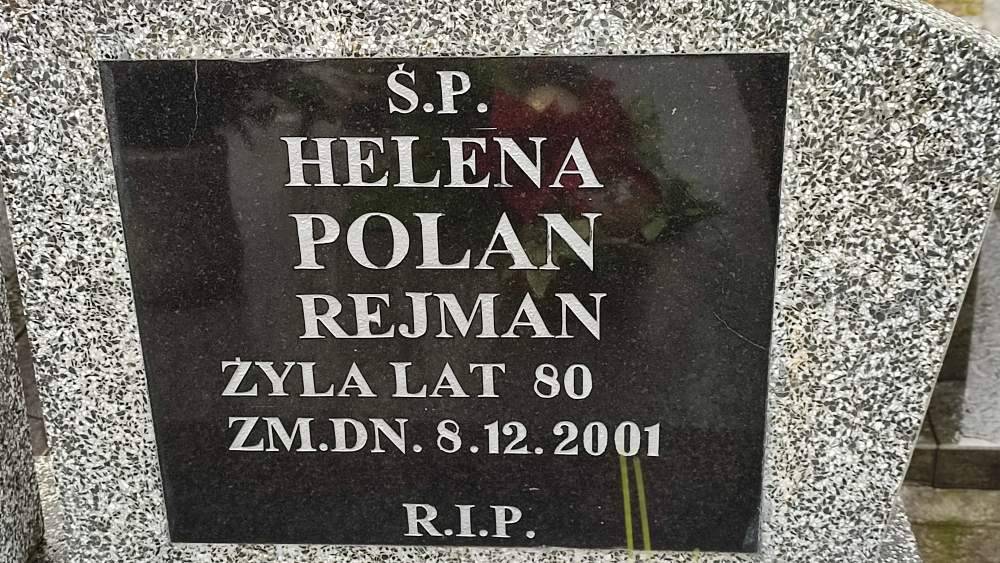 Ś.P.
HELENA
POLAN
REJMAN
ŻYLA LAT 80
ZM.DN. 8.12.2001
R.I.P.